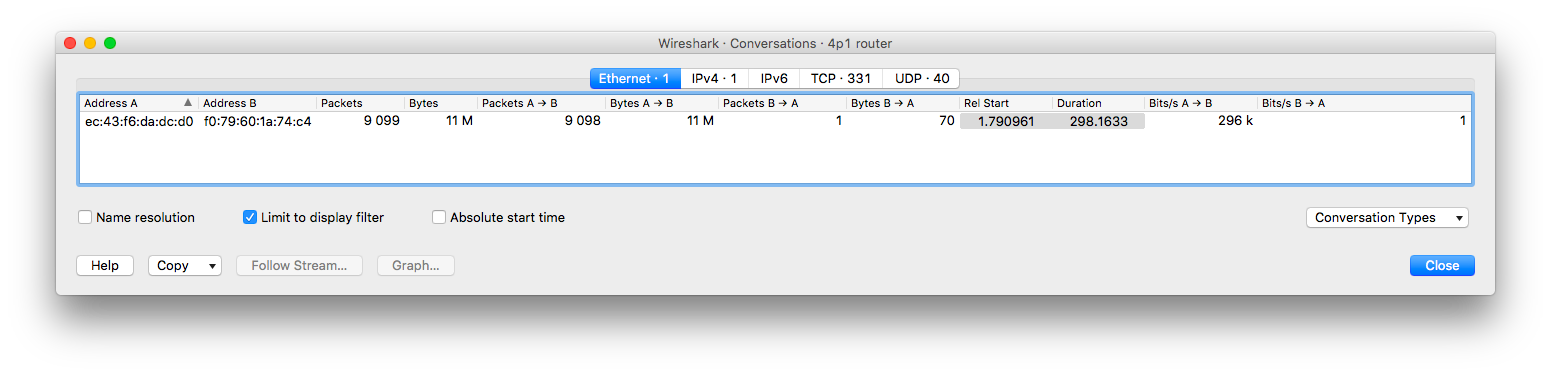 Wireshark · Conversations · 4p1 router
Ethernet · 1 IPv4 · 1 IPv6 TCP · 331 UDP · 40
Address A Address B Packets Bytes Packets A → B Bytes A → B Packets B → A Bytes B → A Rel Start Duration Bits/s A → B Bits/s B → A
ec:43:f6:da:dc:d0 f0:79:60:1a:74:c4 9 099 11 M 9 098 11 M 1 70 1.790961 298.1633 296 k 1
Name resolution Limit to display filter Absolute start time Conversation Types
Help Copy Follow Stream... Graph... Close